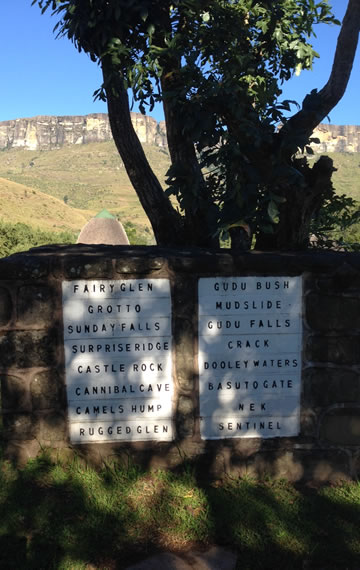 FAIRY GLEN
GROTTO
SUNDAY FALLS
SURPRISE RIDGE
CASTLE ROCK
CANNIBAL CAVE
CAMELS HUMP
RUGGED GLEN
GUDU BUSH
MUDSLIDE
GUDU FALLS
CRACK
DOOLEY WATERS
BASUTO GATE
NEK
SENTINEL